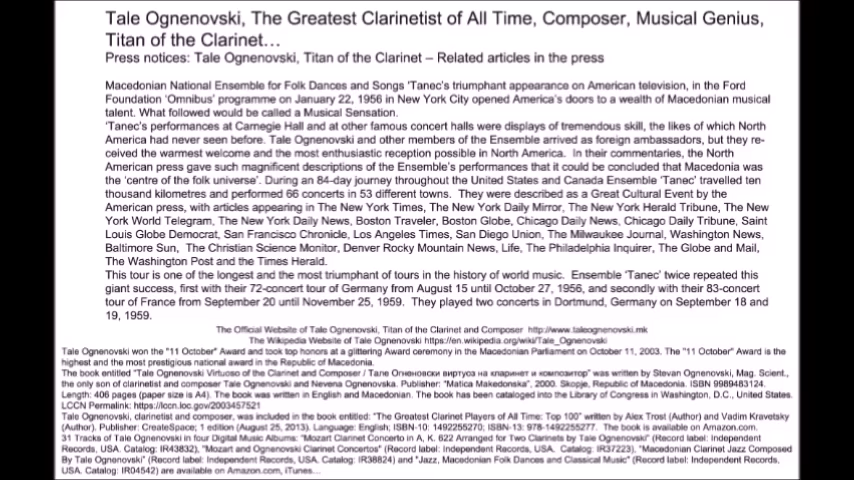 Tale Ognenovski, The Greatest Clarinetist of All Time, Composer, Musical Genius,
Titan of the Clarinet…
Press notices: Tale Ognenovski, Titan of the Clarinet – Related articles in the press
Macedonian National Ensemble for Folk Dances and Songs 'Tanec's triumphant appearance on American television, in the Ford
Foundation 'Omnibus' programme on January 22, 1956 in New York City opened America's doors to a wealth of Macedonian musical
talent. What followed would be called a Musical Sensation.
'Tanec's performances at Carnegie Hall and at other famous concert halls were displays of tremendous skill, the likes of which North
America had never seen before. Tale Ognenovski and other members of the Ensemble arrived as foreign ambassadors, but they re-
ceived the warmest welcome and the most enthusiastic reception possible in North America.  In their commentaries, the North
American press gave such magnificent descriptions of the Ensemble's performances that it could be concluded that Macedonia was
the 'centre of the folk universe'. During an 84-day journey throughout the United States and Canada Ensemble 'Tanec' travelled ten
thousand kilometres and performed 66 concerts in 53 different towns.  They were described as a Great Cultural Event by the
American press, with articles appearing in The New York Times, The New York Daily Mirror, The New York Herald Tribune, The New
York World Telegram, The New York Daily News, Boston Traveler, Boston Globe, Chicago Daily News, Chicago Daily Tribune, Saint
Louis Globe Democrat, San Francisco Chronicle, Los Angeles Times, San Diego Union, The Milwaukee Journal, Washington News,
Baltimore Sun,  The Christian Science Monitor, Denver Rocky Mountain News, Life, The Philadelphia Inquirer, The Globe and Mail,
The Washington Post and the Times Herald.
This tour is one of the longest and the most triumphant of tours in the history of world music.  Ensemble 'Tanec' twice repeated this
giant success, first with their 72-concert tour of Germany from August 15 until October 27, 1956, and secondly with their 83-concert
tour of France from September 20 until November 25, 1959.  They played two concerts in Dortmund, Germany on September 18 and
19, 1959.
The Official Website of Tale Ognenovski, Titan of the Clarinet and Composer  http://www.taleognenovski.mk
The Wikipedia Website of Tale Ognenovski https://en.wikipedia.org/wiki/Tale_Ognenovski
Tale Ognenovski won the "11 October" Award and took top honors at a glittering Award ceremony in the Macedonian Parliament on October 11, 2003. The "11 October" Award is the
highest and the most prestigious national award in the Republic of Macedonia.
The book entitled "Tale Ognenovski Virtuoso of the Clarinet and Composer / Тале Огненовски виртуоз на кларинет и композитор" was written by Stevan Ognenovski, Mag. Scient.,
the only son of clarinetist and composer Tale Ognenovski and Nevena Ognenovska. Publisher: "Matica Makedonska", 2000. Skopje, Republic of Macedonia. ISBN 9989483124.
Length: 406 pages (paper size is A4). The book was written in English and Macedonian. The book has been cataloged into the Library of Congress in Washington, D.C., United States.
LCCN Permalink: https://lccn.loc.gov/2003457521
Tale Ognenovski, clarinetist and composer, was included in the book entitled: "The Greatest Clarinet Players of All Time: Top 100" written by Alex Trost (Author) and Vadim Kravetsky
(Author). Publisher: CreateSpace; 1 edition (August 25, 2013). Language: English; ISBN-10: 1492255270; ISBN-13: 978-1492255277.  The book is available on Amazon.com.
31 Tracks of Tale Ognenovski in four Digital Music Albums: "Mozart Clarinet Concerto in A, K. 622 Arranged for Two Clarinets by Tale Ognenovski" (Record label: Independent
Records, USA. Catalog: IR43832), "Mozart and Ognenovski Clarinet Concertos" (Record label: Independent Records, USA.  Catalog: IR37223), "Macedonian Clarinet Jazz Composed
By Tale Ognenovski" (Record label: Independent Records, USA. Catalog: IR38824) and "Jazz, Macedonian Folk Dances and Classical Music" (Record label: Independent Records,
USA. Catalog: IR04542) are available on Amazon.com, iTunes…